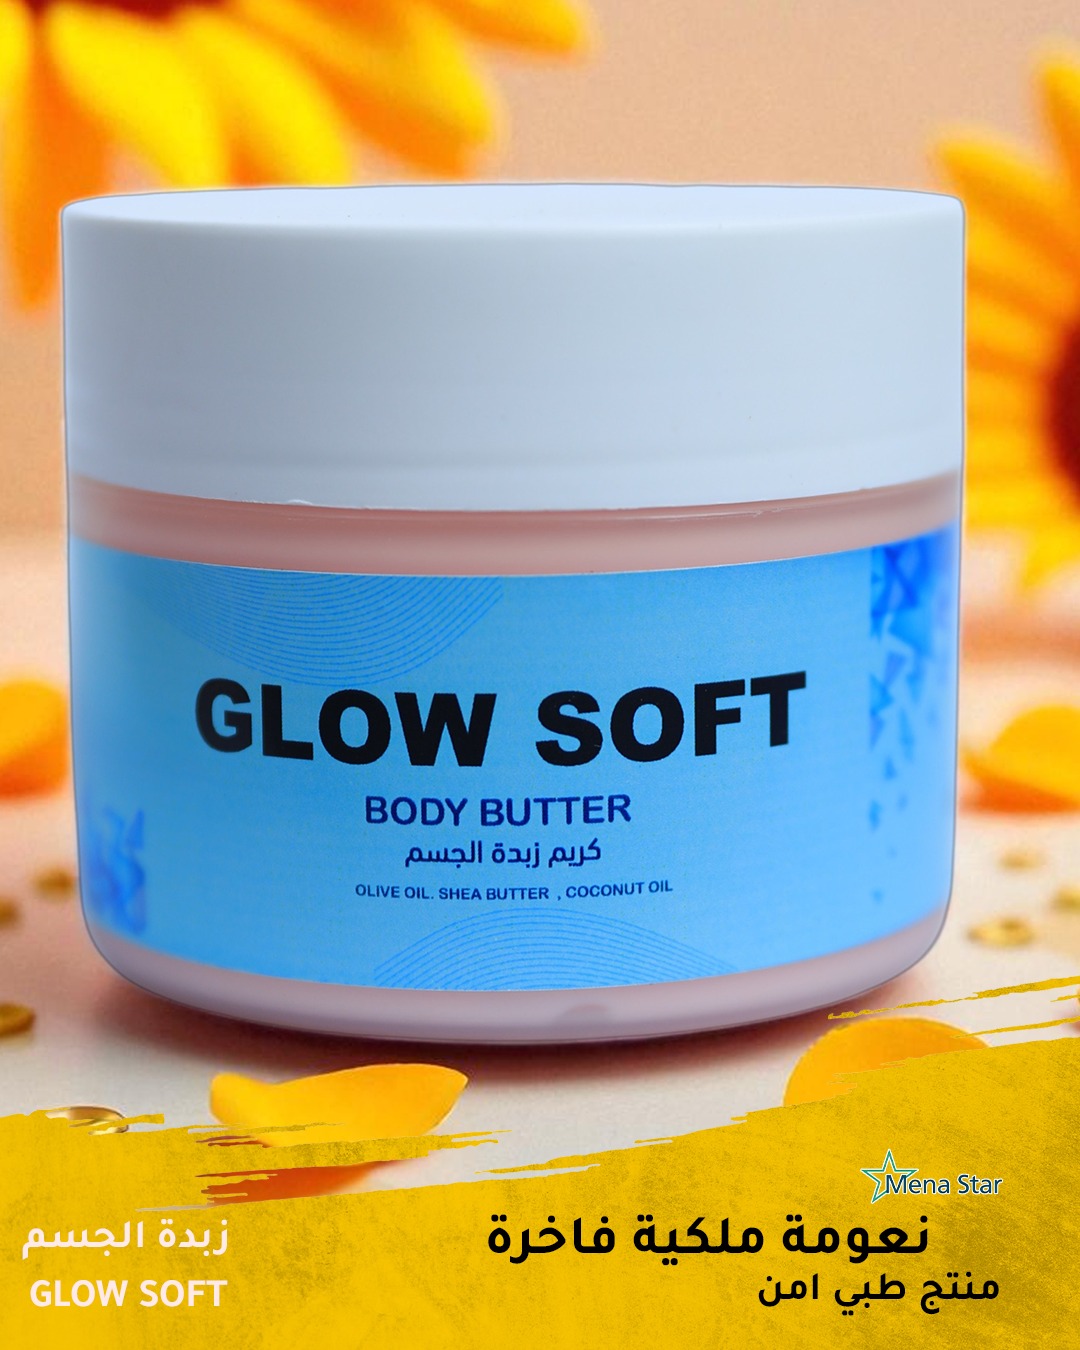 GLOW SOFT
BODY BUTTER
كريم زبدة الجسم
OLIVE OIL. SHEA BUTTER , COCONUT OIL
Mena Star
نعومة ملكية فاخرة
منتج طبي امن
زبدة الجسم
GLOW SOFT